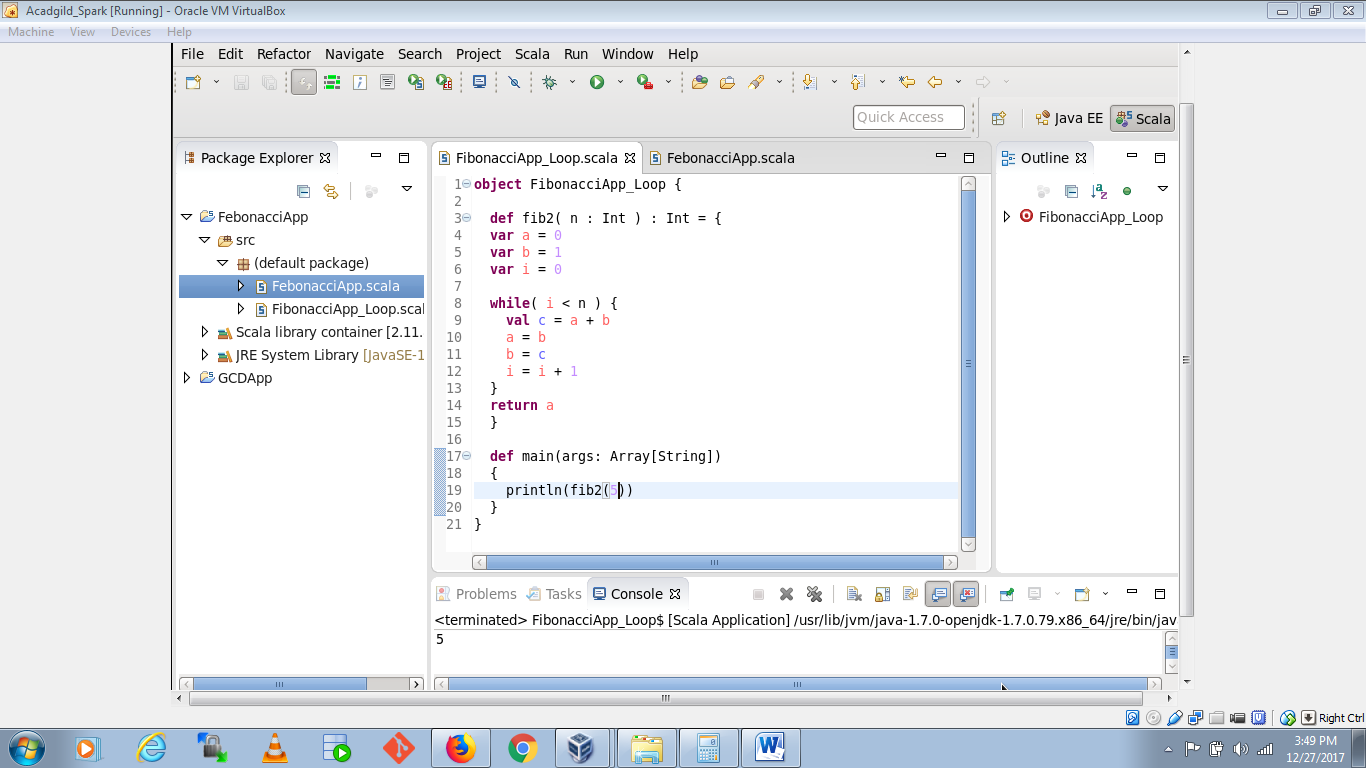 Acadgild_Spark [Running] - Oracle VM VirtualBox
Machine View Devices Help
File Edit Refactor Navigate Search Project Scala Run Window Help
Quick Access
Java EE
Scala
Package Explorer
FibonacciApp_Loop.scala
FebonacciApp.scala
Outline
FebonacciApp
src
(default package)
FebonacciApp.scala
FibonacciApp_Loop.scal
Scala library container [2.11.
JRE System Library [JavaSE-1
GCDApp
1 object FibonacciApp_Loop {
2
3 def fib2( n : Int ) : Int = {
4 var a = 0
5 var b = 1
6 var i = 0
7
8 while( i < n ) {
9 val c = a + b
10 a = b
11 b = c
12 i = i + 1
13 }
14 return a
15 }
16
17 def main(args: Array[String])
18 {
19 println(fib2(5))
20 }
21 }
FibonacciApp_Loop
Problems Tasks Console
<terminated> FibonacciApp_Loop$ [Scala Application] /usr/lib/jvm/java-1.7.0-openjdk-1.7.0.79.x86_64/jre/bin/jav
5
Right Ctrl
3:49 PM
12/27/2017